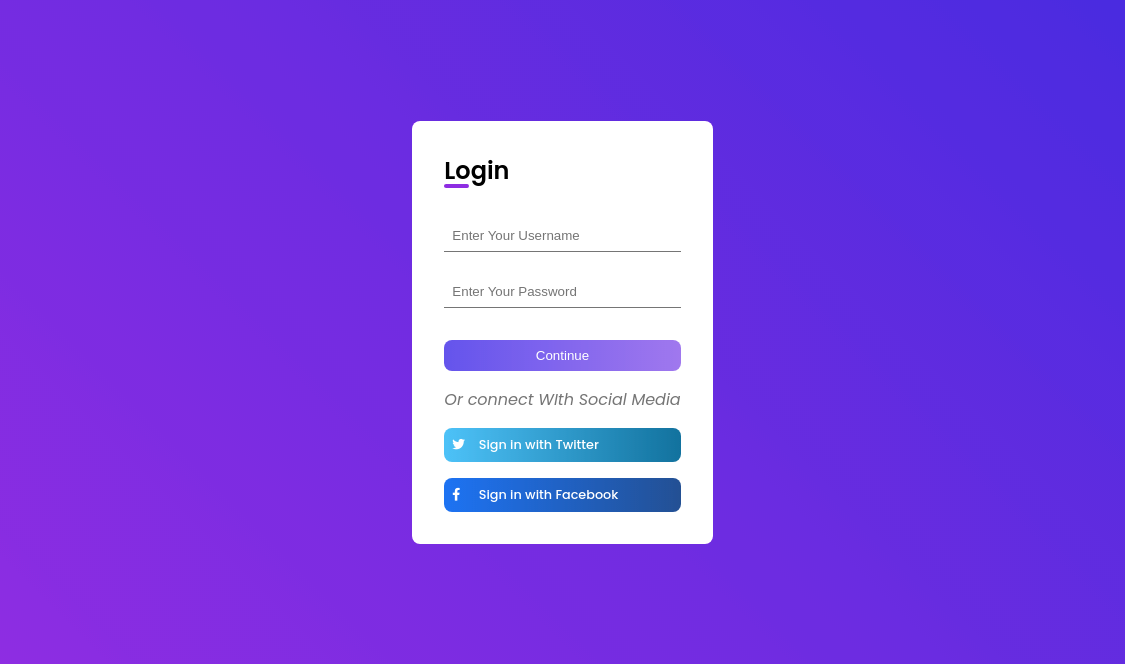 Login
Enter Your Username
Enter Your Password
Continue
Or connect WIth Social Media
Sign in with Twitter
Sign in with Facebook